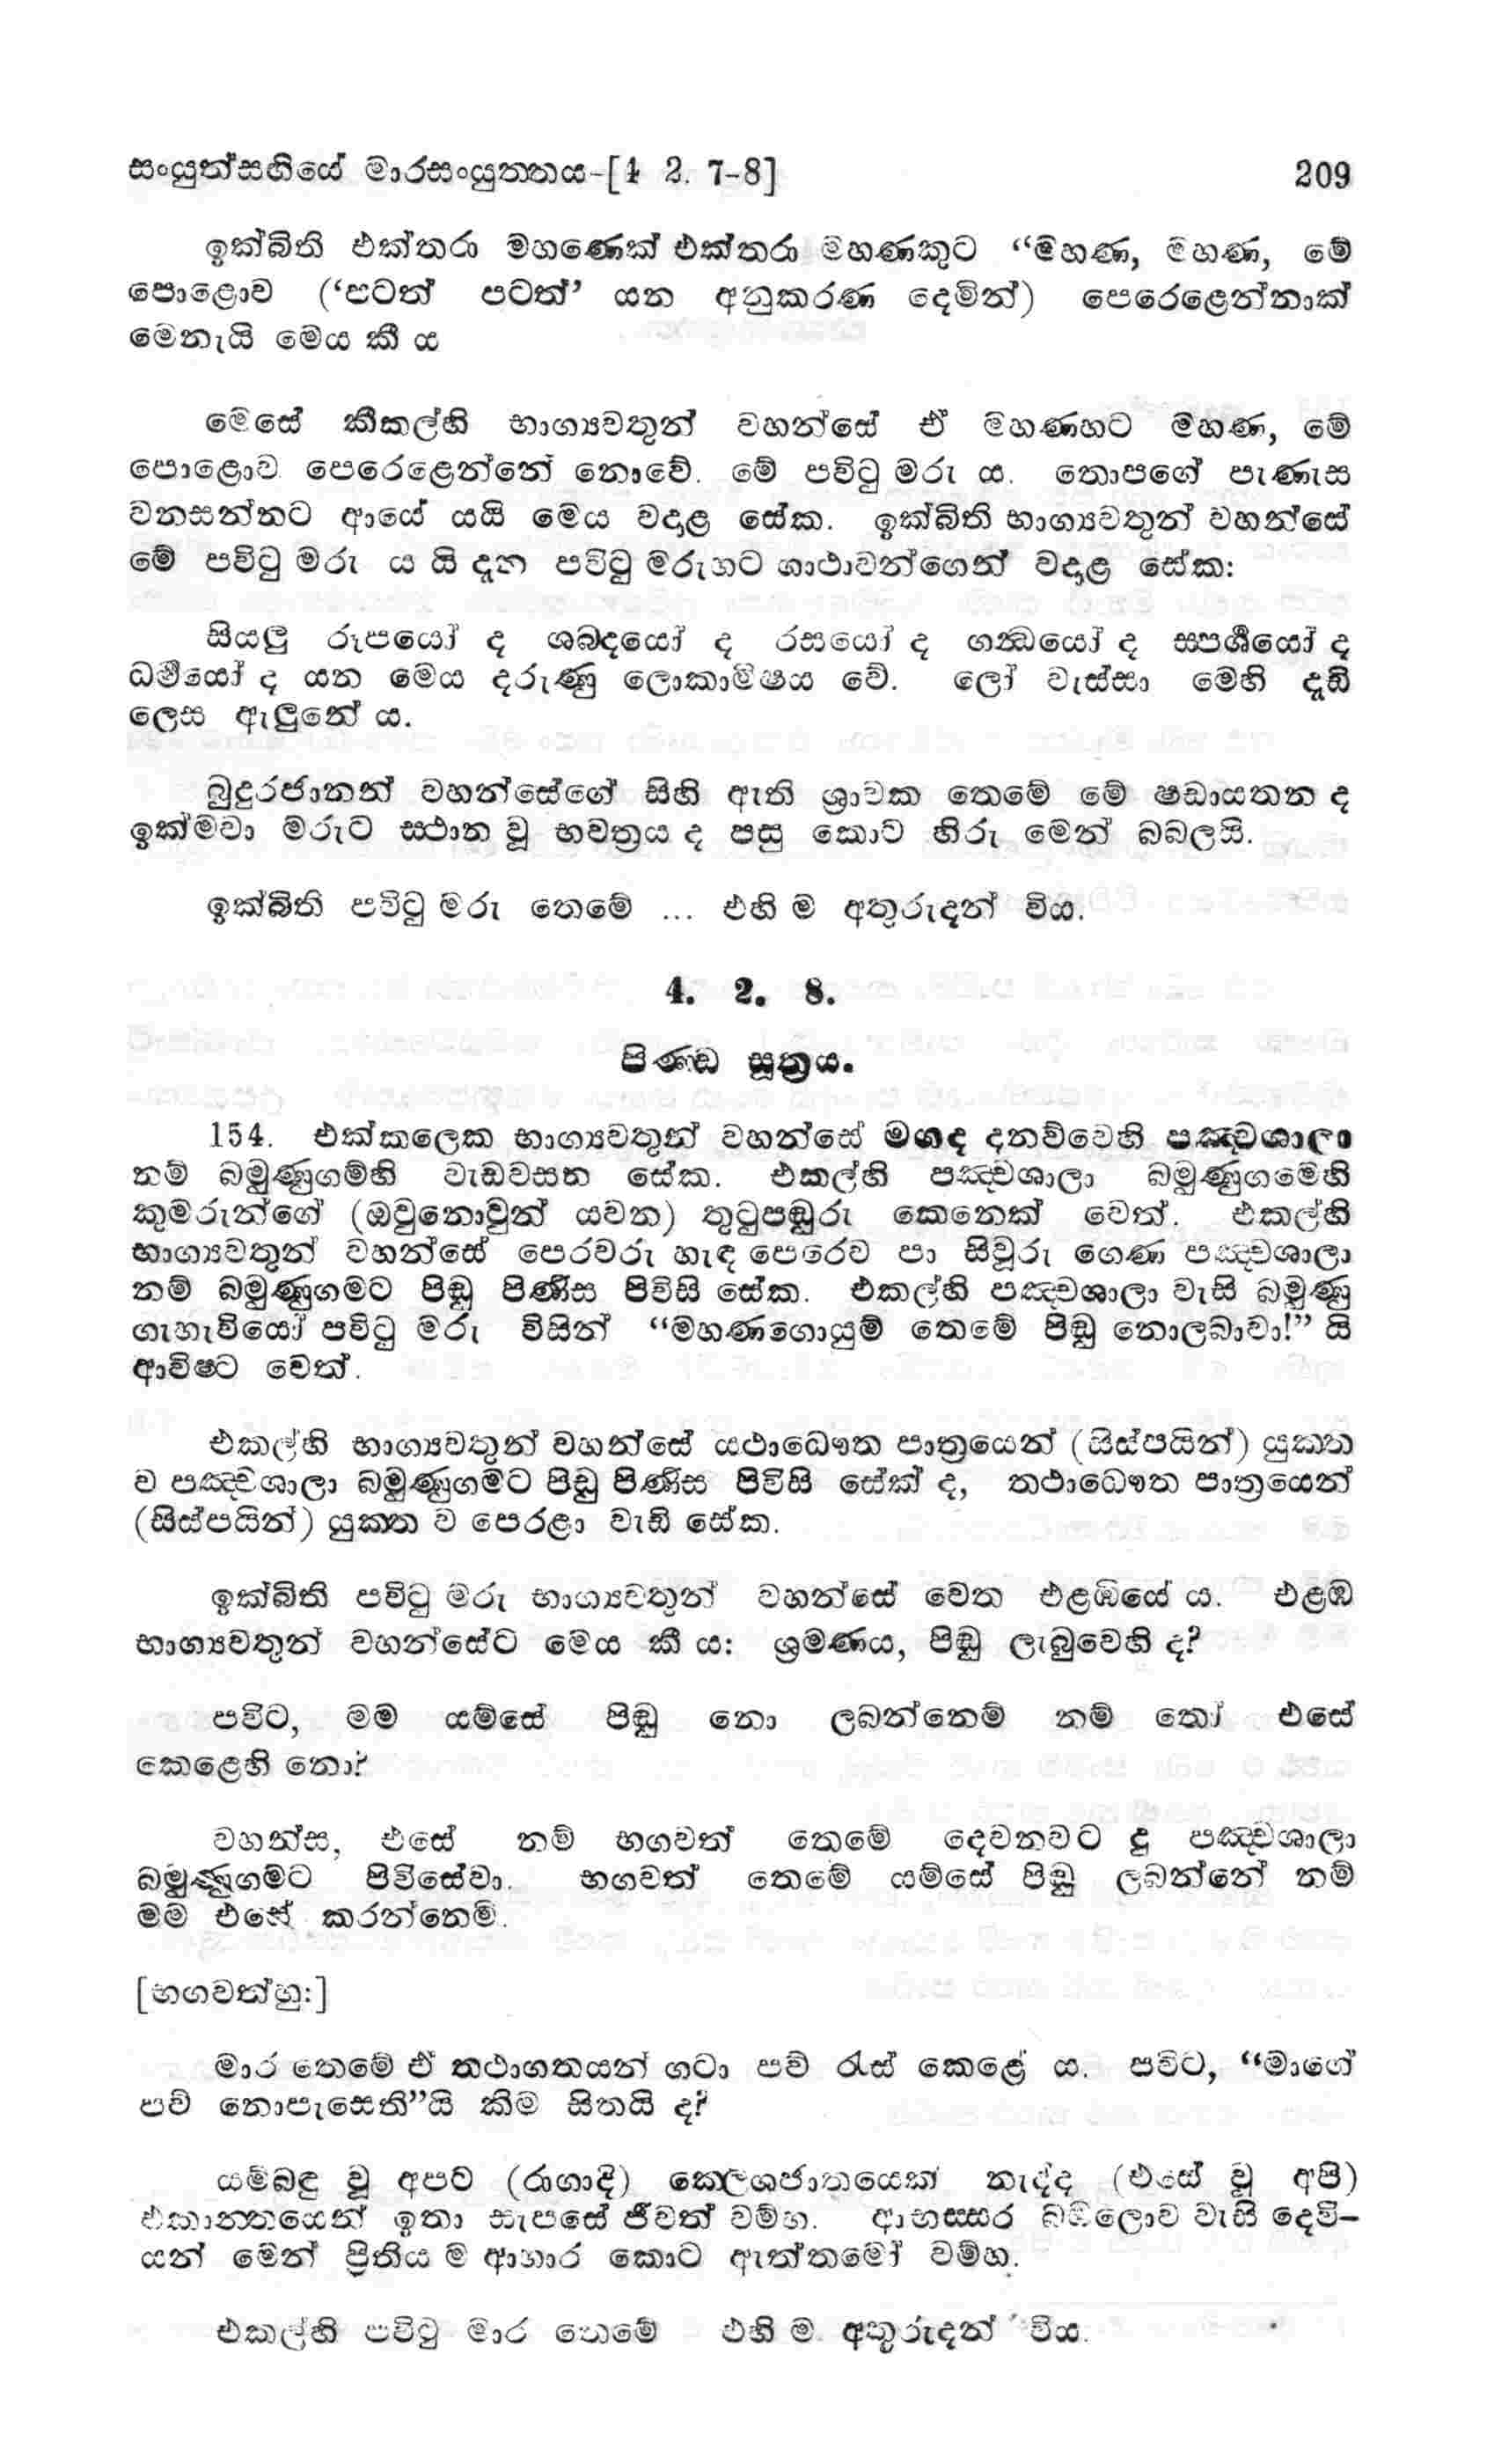 සංයුත්සඟියේ මාරසංයුත්තය-[4 2. 7-8] 209
ඉක්බිති එක්තරා මහණෙක් එක්තරා මහණකුට “මහණ, මහණ, මේ
පොළොව (‘පටත් පටත්’ යන අනුකරණ දෙමින්) පෙරෙළෙන්නාක්
මෙනැයි මෙය කී ය
මෙසේ කීකල්හි භාග්‍යවතුන් වහන්සේ ඒ මහණහට මහණ, මේ
පොළොව පෙරෙළෙන්නේ නොවේ. මේ පවිටු මරු ය. තොපගේ පැණැස
වනසන්නට ආයේ යයි මෙය වදාළ සේක. ඉක්බිති භාග්‍යවතුන් වහන්සේ
මේ පවිටු මරු ය යි දැන පවිටු මරුහට ගාථාවන්ගෙන් වදාළ සේක:
සියලු රූපයෝ ද ශබ්දයෝ ද රසයෝ ද ගන්ධයෝ ද ස්පර්ශයෝ ද
ධර්මයෝ ද යන මෙය දරුණු ලොකාමිෂය වේ. ලෝ වැස්සා මෙහි දැඩි
ලෙස ඇලුනේ ය.
බුදුරජානන් වහන්සේගේ සිහි ඇති ශ්‍රාවක තෙමේ මේ ෂඩායතන ද
ඉක්මවා මරුට ස්ථාන වූ භවත්‍රය ද පසු කොට හිරු මෙන් බබලයි.
ඉක්බිති පවිටු මරු තෙමේ ... එහි ම අතුරුදන් විය.
4. 2. 8.
පිණ්ඩ සූත්‍රය.
154. එක්කලෙක භාග්‍යවතුන් වහන්සේ මගද දනව්වෙහි පඤ්චශාලා
නම් බමුණුගම්හි වැඩවසන සේක. එකල්හි පඤ්චශාලා බමුණුගමෙහි
කුමරුන්ගේ (ඔවුනොවුන් යවන) තුටුපඬුරු කෙනෙක් වෙත්. එකල්හි
භාග්‍යවතුන් වහන්සේ පෙරවරු හැඳ පෙරෙව පා සිවූරු ගෙණ පඤ්චශාලා
නම් බමුණුගමට පිඬු පිණිස පිවිසි සේක. එකල්හි පඤ්චශාලා වැසි බමුණු
ගැහැවියෝ පවිටු මරු විසින් “මහණගොයුම් තෙමේ පිඬු නොලබාවා!” යි
ආවිෂ්ට වෙත්.
එකල්හි භාග්‍යවතුන් වහන්සේ යථාධෞත පාත්‍රයෙන් (සිස්පයින්) යුක්ත
ව පඤ්චශාලා බමුණුගමට පිඬු පිණිස පිවිසි සේක් ද, තථාධෞත පාත්‍රයෙන්
(සිස්පයින්) යුක්ත ව පෙරළා වැඩි සේක.
ඉක්බිති පවිටු මරු භාග්‍යවතුන් වහන්සේ වෙත එළඹියේ ය. එළඹ
භාග්‍යවතුන් වහන්සේට මෙය කී ය: ශ්‍රමණය, පිඬු ලැබුවෙහි ද?
පවිට, මම යම්සේ පිඬු නො ලබන්නෙම් නම් තෝ එසේ
කෙළෙහි නො?
වහන්ස, එසේ නම් භගවත් තෙමේ දෙවනවට දු පඤ්චශාලා
බමුණුගමට පිවිසේවා. භගවත් තෙමේ යම්සේ පිඬු ලබන්නේ නම්
මම එසේ කරන්නෙමි.
[භගවත්හු:]
මාර තෙමේ ඒ තථාගතයන් ගටා පව් රැස් කෙළේ ය. පවිට, “මාගේ
පව් නොපැසෙති”යි කිම සිතයි ද?
යම්බඳු වූ අපට (රාගාදි) ක්ලෙශජාතයෙක් නැද්ද (එසේ වූ අපි)
එකාන්තයෙන් ඉතා සැපසේ ජීවත් වම්හ. ආභස්සර බඹලොව වැසි දෙවි-
යන් මෙන් ප්‍රීතිය ම ආහාර කොට ඇත්තමෝ වම්හ.
එකල්හි පවිටු මාර තෙමේ එහි ම අතුරුදන් විය.